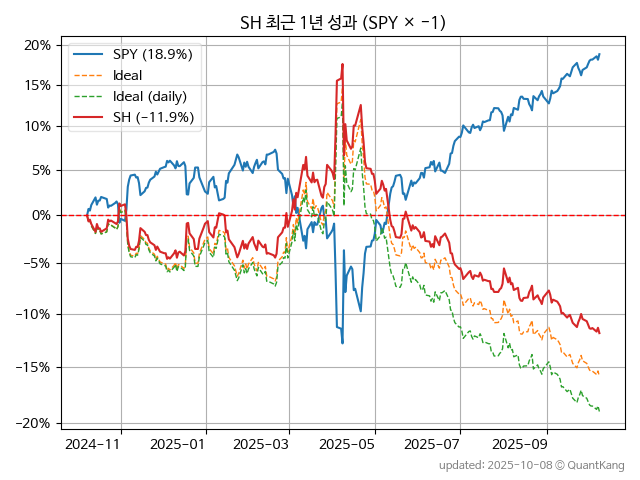 SH 최근 1년 성과 (SPY × −1)
SPY (18.9%)
Ideal
Ideal (daily)
SH (−11.9%)
20%
15%
10%
5%
0%
−5%
−10%
−15%
−20%
2024-11 2025-01 2025-03 2025-05 2025-07 2025-09
updated: 2025-10-08 © QuantKang